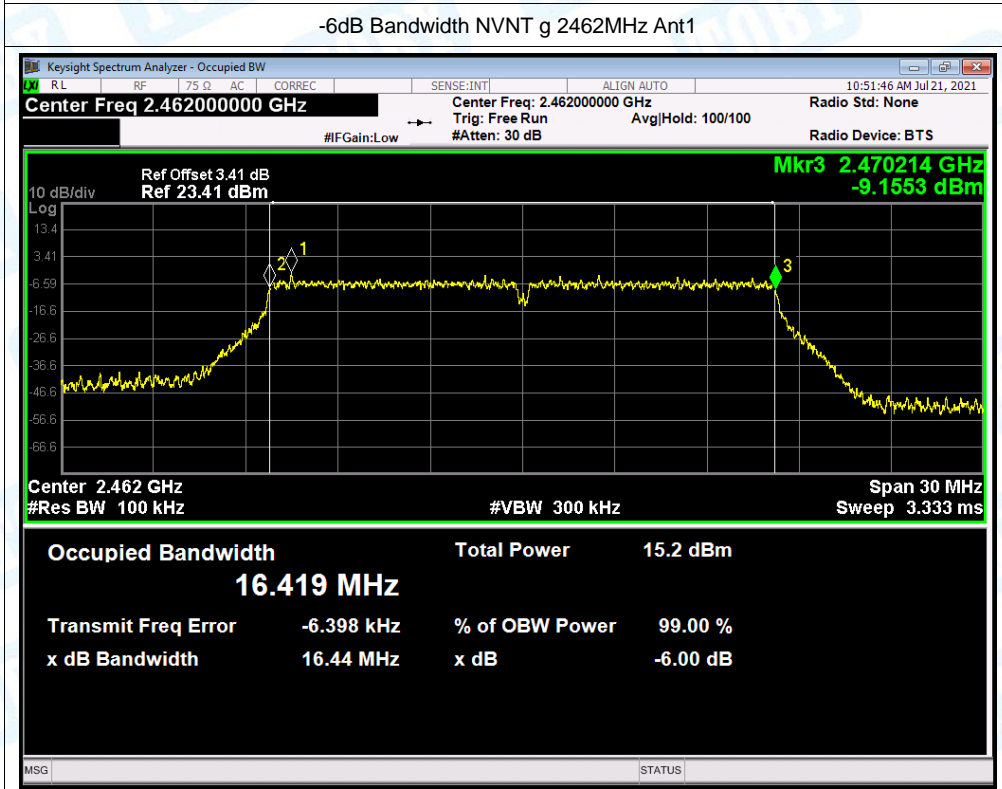 -6dB Bandwidth NVNT g 2462MHz Ant1
Keysight Spectrum Analyzer - Occupied BW
LXI RL RF 75 Ω AC CORREC SENSE:INT ALIGN AUTO 10:51:46 AM Jul 21, 2021
Center Freq 2.462000000 GHz
Center Freq: 2.462000000 GHz
Radio Std: None
Trig: Free Run Avg|Hold: 100/100
#IFGain:Low #Atten: 30 dB Radio Device: BTS
Mkr3 2.470214 GHz
-9.1553 dBm
Ref Offset 3.41 dB
10 dB/div Ref 23.41 dBm
Log
13.4
3.41
-6.59
-16.6
-26.6
-36.6
-46.6
-56.6
-66.6
1
2
3
Center 2.462 GHz Span 30 MHz
#Res BW 100 kHz #VBW 300 kHz Sweep 3.333 ms
Occupied Bandwidth Total Power 15.2 dBm
16.419 MHz
Transmit Freq Error -6.398 kHz % of OBW Power 99.00 %
x dB Bandwidth 16.44 MHz x dB -6.00 dB
MSG STATUS